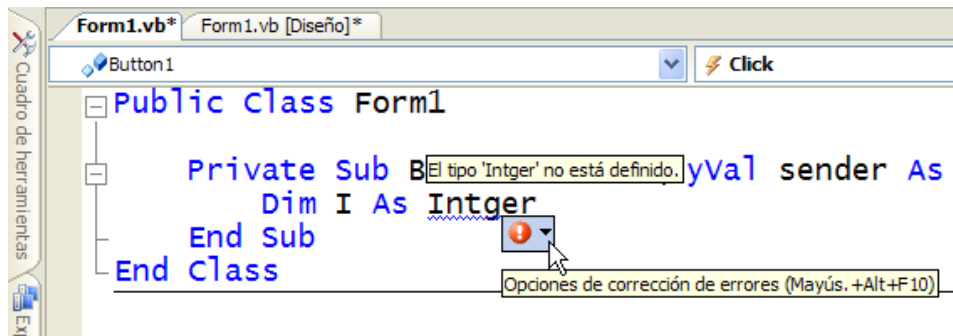 Form1.vb* Form1.vb [Diseño]*
Cuadro de herramientas
Button1 Click
Public Class Form1
Private Sub B El tipo 'Intger' no está definido. yVal sender As
Dim I As Intger
End Sub
End Class
Opciones de corrección de errores (Mayús.+Alt+F10)
Exp